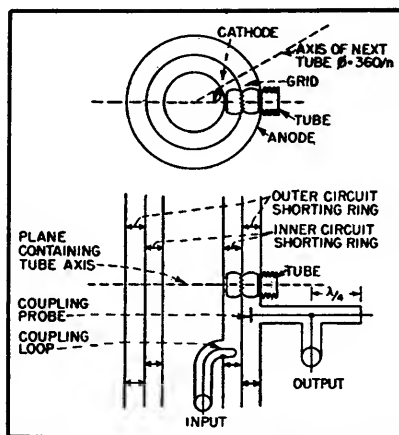 CATHODE
AXIS OF NEXT
TUBE Ø=360/n
GRID
Ø
TUBE
ANODE
OUTER CIRCUIT
SHORTING RING
INNER CIRCUIT
SHORTING RING
PLANE
CONTAINING
TUBE AXIS
TUBE
λ/4
COUPLING
PROBE
COUPLING
LOOP
INPUT
OUTPUT